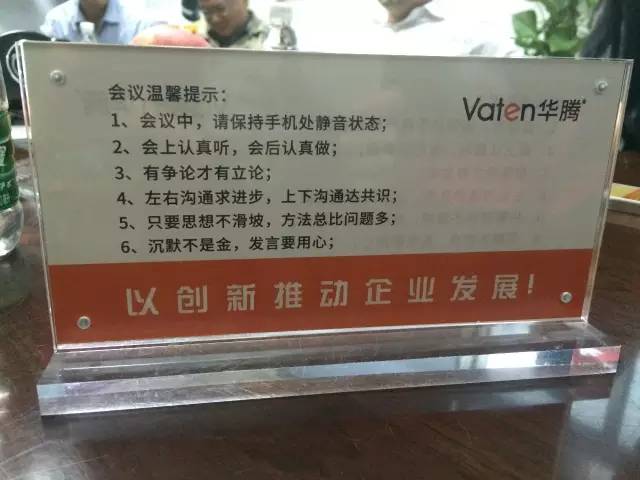 会议温馨提示：
Vaten华腾®
1、会议中，请保持手机处静音状态；
2、会上认真听，会后认真做；
3、有争论才有立论；
4、左右沟通求进步，上下沟通达共识；
5、只要思想不滑坡，方法总比问题多；
6、沉默不是金，发言要用心；
以创新推动企业发展！